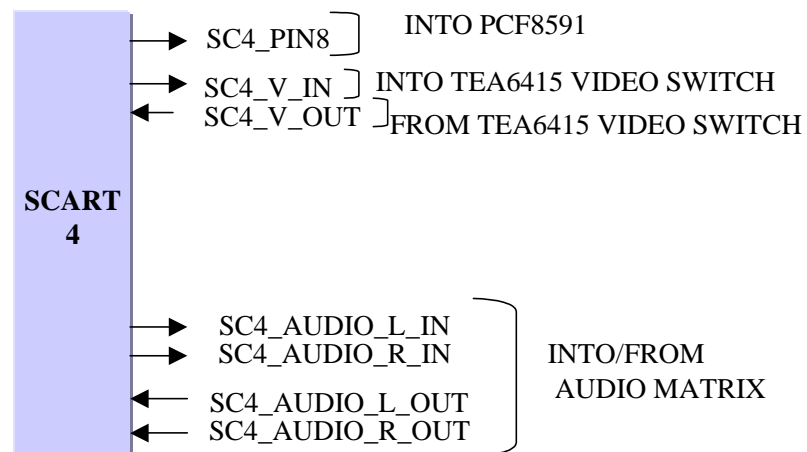 SC4_PIN8 INTO PCF8591
SC4_V_IN INTO TEA6415 VIDEO SWITCH
SC4_V_OUT FROM TEA6415 VIDEO SWITCH
SCART
4
SC4_AUDIO_L_IN
SC4_AUDIO_R_IN
INTO/FROM
AUDIO MATRIX
SC4_AUDIO_L_OUT
SC4_AUDIO_R_OUT